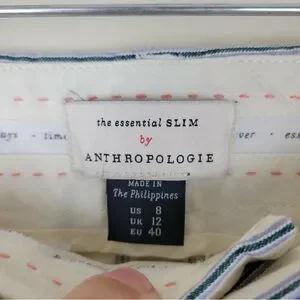 the essential SLIM
by
ANTHROPOLOGIE
MADE IN
The Philippines
US 8
UK 12
EU 40